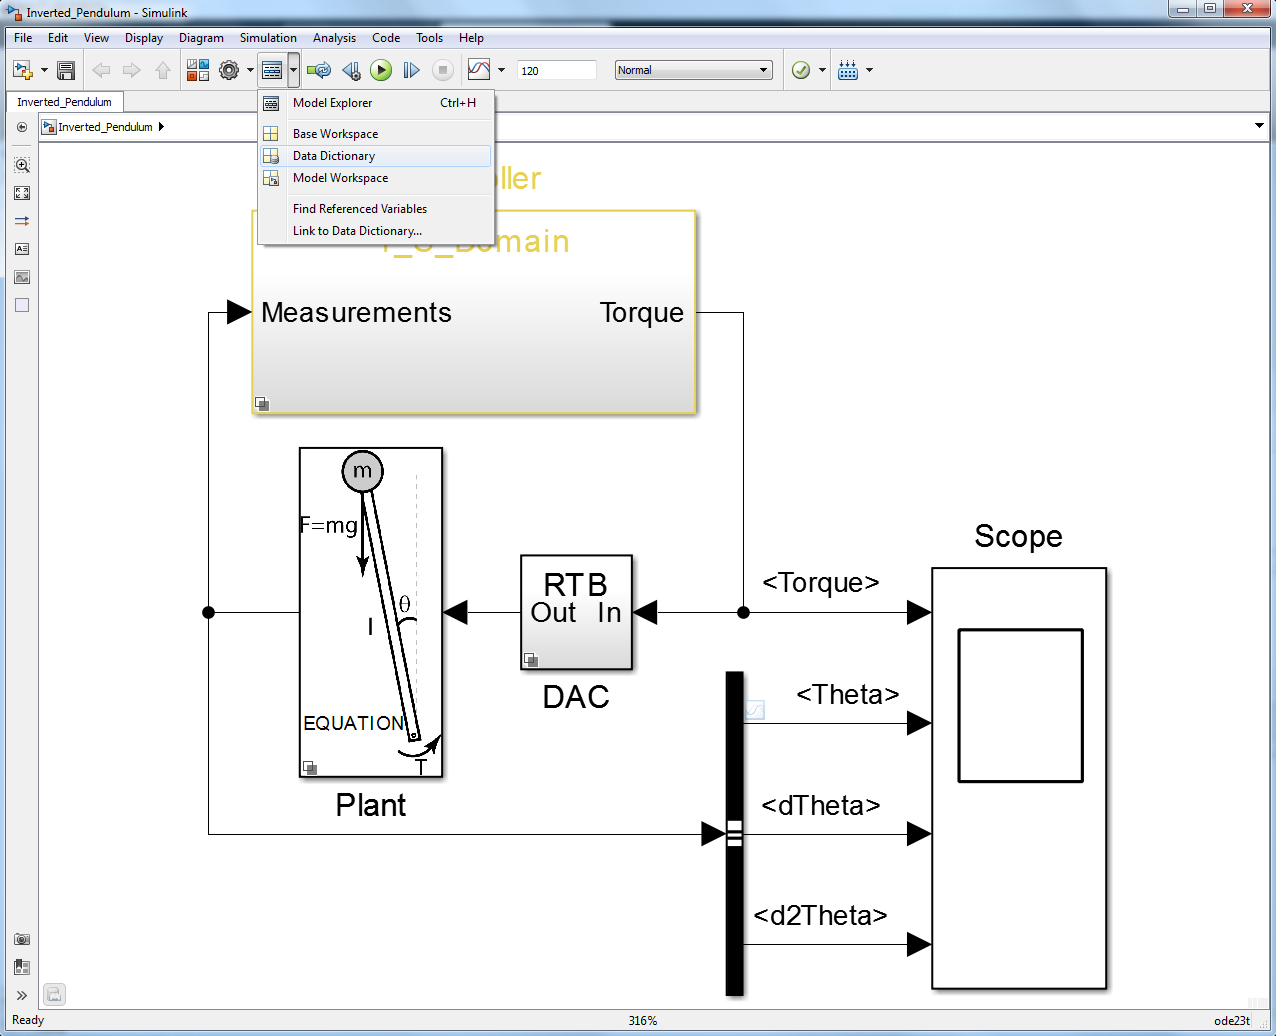 Inverted_Pendulum - Simulink
File Edit View Display Diagram Simulation Analysis Code Tools Help
120 Normal
Inverted_Pendulum
Inverted_Pendulum
Model Explorer Ctrl+H
Base Workspace
Data Dictionary
Model Workspace
Find Referenced Variables
Link to Data Dictionary...
ller
main
Measurements Torque
m
F=mg
θ
l
EQUATION
T
Plant
RTB
Out In
DAC
Scope
<Torque>
<Theta>
<dTheta>
<d2Theta>
Ready 316% ode23t